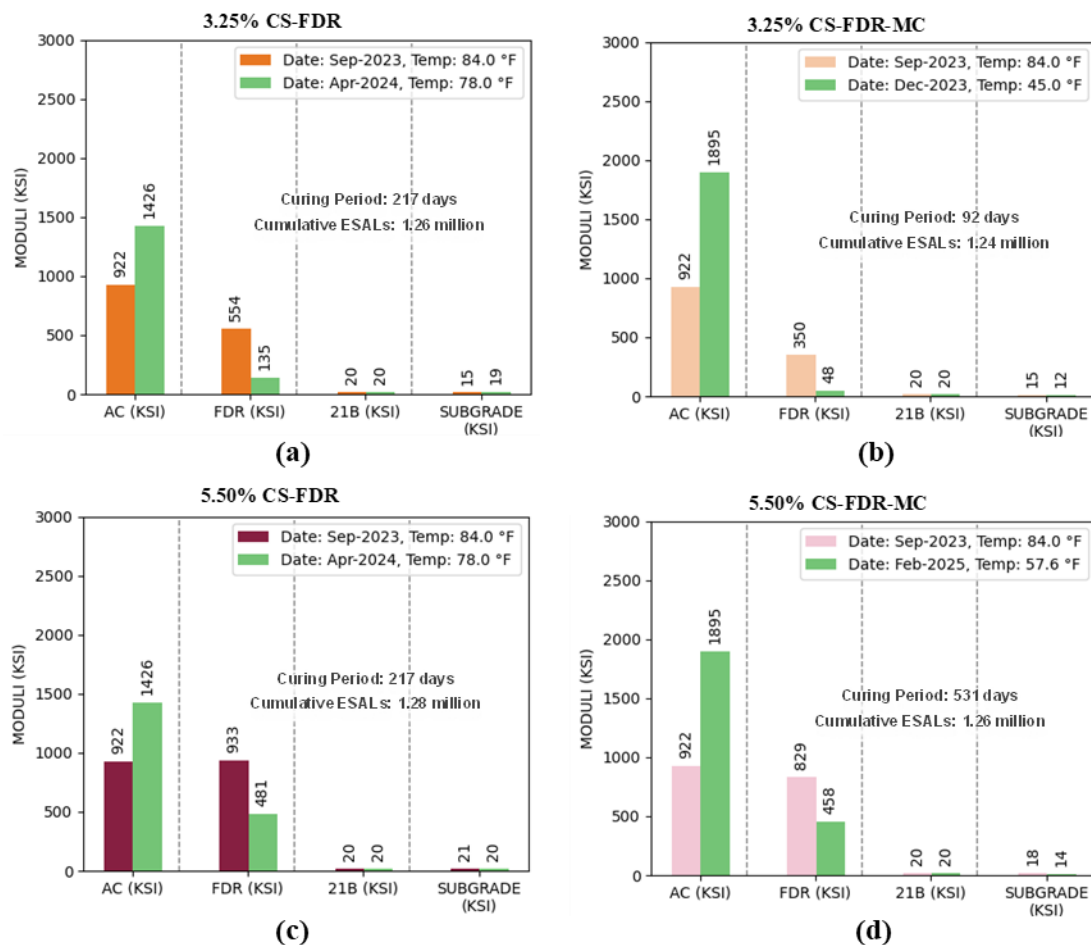 3.25% CS-FDR
3000
2500
2000
1500
1000
500
0
MODULI (KSI)
Date: Sep-2023, Temp: 84.0 °F
Date: Apr-2024, Temp: 78.0 °F
Curing Period: 217 days
Cumulative ESALs: 1.26 million
922
1426
554
135
20
20
15
19
AC (KSI)
FDR (KSI)
21B (KSI)
SUBGRADE
(KSI)
(a)
3.25% CS-FDR-MC
3000
2500
2000
1500
1000
500
0
MODULI (KSI)
Date: Sep-2023, Temp: 84.0 °F
Date: Dec-2023, Temp: 45.0 °F
Curing Period: 92 days
Cumulative ESALs: 1.24 million
922
1895
350
48
20
20
15
12
AC (KSI)
FDR (KSI)
21B (KSI)
SUBGRADE
(KSI)
(b)
5.50% CS-FDR
3000
2500
2000
1500
1000
500
0
MODULI (KSI)
Date: Sep-2023, Temp: 84.0 °F
Date: Apr-2024, Temp: 78.0 °F
Curing Period: 217 days
Cumulative ESALs: 1.28 million
922
1426
933
481
20
20
21
20
AC (KSI)
FDR (KSI)
21B (KSI)
SUBGRADE
(KSI)
(c)
5.50% CS-FDR-MC
3000
2500
2000
1500
1000
500
0
MODULI (KSI)
Date: Sep-2023, Temp: 84.0 °F
Date: Feb-2025, Temp: 57.6 °F
Curing Period: 531 days
Cumulative ESALs: 1.26 million
922
1895
829
458
20
20
18
14
AC (KSI)
FDR (KSI)
21B (KSI)
SUBGRADE
(KSI)
(d)